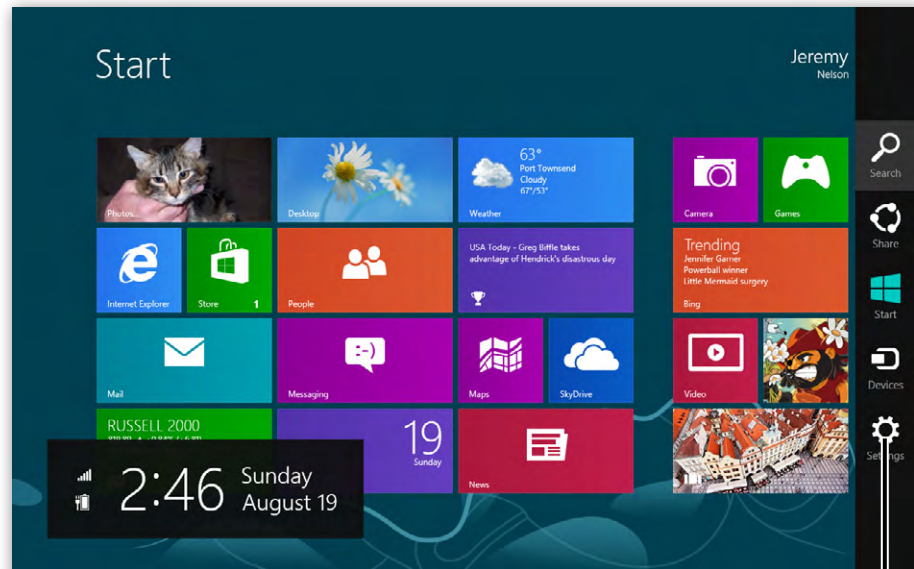 Start
Jeremy
Nelson
Photos...
Desktop
63°
Port Townsend
Cloudy
67°/53°
Weather
Camera
Games
Internet Explorer
Store 1
People
USA Today - Greg Biffle takes
advantage of Hendrick's disastrous day
Trending
Jennifer Garner
Powerball winner
Little Mermaid surgery
Bing
Mail
Messaging
:-)
Maps
SkyDrive
Video
RUSSELL 2000
19
Sunday
News
2:46
Sunday
August 19
Search
Share
Start
Devices
Settings